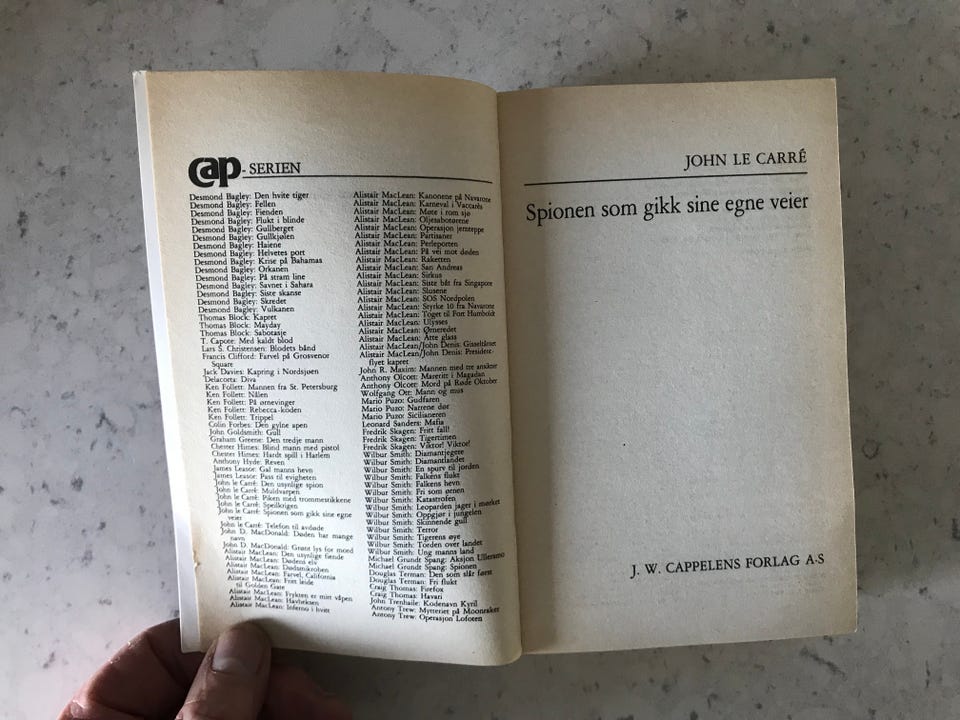 cap-SERIEN
Desmond Bagley: Den hvite tiger
Desmond Bagley: Fellen
Desmond Bagley: Fienden
Desmond Bagley: Flukt i blinde
Desmond Bagley: Gullberget
Desmond Bagley: Gullkjølen
Desmond Bagley: Haiene
Desmond Bagley: Helvetes port
Desmond Bagley: Krise på Bahamas
Desmond Bagley: Orkanen
Desmond Bagley: På stram line
Desmond Bagley: Savnet i Sahara
Desmond Bagley: Siste skanse
Desmond Bagley: Skredet
Desmond Bagley: Vulkanen
Thomas Block: Kapret
Thomas Block: Mayday
Thomas Block: Sabotasje
T. Capote: Med kaldt blod
Lars S. Christensen: Blodets bånd
Francis Clifford: Farvel på Grosvenor
Square
Jack Davies: Kapring i Nordsjøen
Delacorta: Diva
Ken Follett: Mannen fra St. Petersburg
Ken Follett: Nålen
Ken Follett: På ørnevinger
Ken Follett: Rebecca-koden
Ken Follett: Trippel
Colin Forbes: Den gylne apen
John Goldsmith: Gull
Graham Greene: Den tredje mann
Chester Himes: Blind mann med pistol
Chester Himes: Hardt spill i Harlem
Anthony Hyde: Reven
James Leasor: Gal manns hevn
James Leasor: Pass til evigheten
John le Carré: Den usynlige spion
John le Carré: Muldvarpen
John le Carré: Piken med trommestikkene
John le Carré: Speilkrigen
John le Carré: Spionen som gikk sine egne
veier
John le Carré: Telefon til avdøde
John D. MacDonald: Døden har mange
navn
John D. MacDonald: Grønt lys for mord
Alistair MacLean: Den usynlige fiende
Alistair MacLean: Dødens elv
Alistair MacLean: Dødsmikroben
Alistair MacLean: Farvel, California
Alistair MacLean: Fritt leide
til Golden Gate
Alistair MacLean: Frykten er mitt våpen
Alistair MacLean: Havheksen
Alistair MacLean: Inferno i hvitt
Alistair MacLean: Kanonene på Navarone
Alistair MacLean: Karneval i Vaccarès
Alistair MacLean: Møte i rom sjø
Alistair MacLean: Oljesabotørene
Alistair MacLean: Operasjon jernteppe
Alistair MacLean: Partisaner
Alistair MacLean: Perleporten
Alistair MacLean: På vei mot døden
Alistair MacLean: Raketten
Alistair MacLean: San Andreas
Alistair MacLean: Sirkus
Alistair MacLean: Siste båt fra Singapore
Alistair MacLean: Slusene
Alistair MacLean: SOS Nordpolen
Alistair MacLean: Styrke 10 fra Navarone
Alistair MacLean: Toget til Fort Humboldt
Alistair MacLean: Ulysses
Alistair MacLean: Ørneredet
Alistair MacLean: Åtte glass
Alistair MacLean/John Denis: Gisseltårnet
Alistair MacLean/John Denis: President-
flyet kapret
John R. Maxim: Mannen med tre ansikter
Anthony Olcott: Mareritt i Magadan
Anthony Olcott: Mord på Røde Oktober
Wolfgang Ott: Mann og mus
Mario Puzo: Gudfaren
Mario Puzo: Narrene dør
Mario Puzo: Sicilianeren
Leonard Sanders: Mafia
Fredrik Skagen: Fritt fall!
Fredrik Skagen: Tigertimen
Fredrik Skagen: Viktor! Viktor!
Wilbur Smith: Diamantjegere
Wilbur Smith: Diamantlandet
Wilbur Smith: En spurv til jorden
Wilbur Smith: Falkens flukt
Wilbur Smith: Falkens hevn
Wilbur Smith: Fri som ørnen
Wilbur Smith: Katastrofen
Wilbur Smith: Leoparden jager i mørket
Wilbur Smith: Oppgjør i jungelen
Wilbur Smith: Skinnende gull
Wilbur Smith: Terror
Wilbur Smith: Tigerens øye
Wilbur Smith: Torden over landet
Wilbur Smith: Ung manns land
Michael Grundt Spang: Aksjon Ullersmo
Michael Grundt Spang: Spionen
Douglas Terman: Den som slår først
Douglas Terman: Fri flukt
Craig Thomas: Firefox
Craig Thomas: Havari
John Trenhaile: Kodenavn Kyril
Antony Trew: Mytteriet på Moonraker
Antony Trew: Operasjon Lofoten
JOHN LE CARRÉ
Spionen som gikk sine egne veier
J. W. CAPPELENS FORLAG A·S